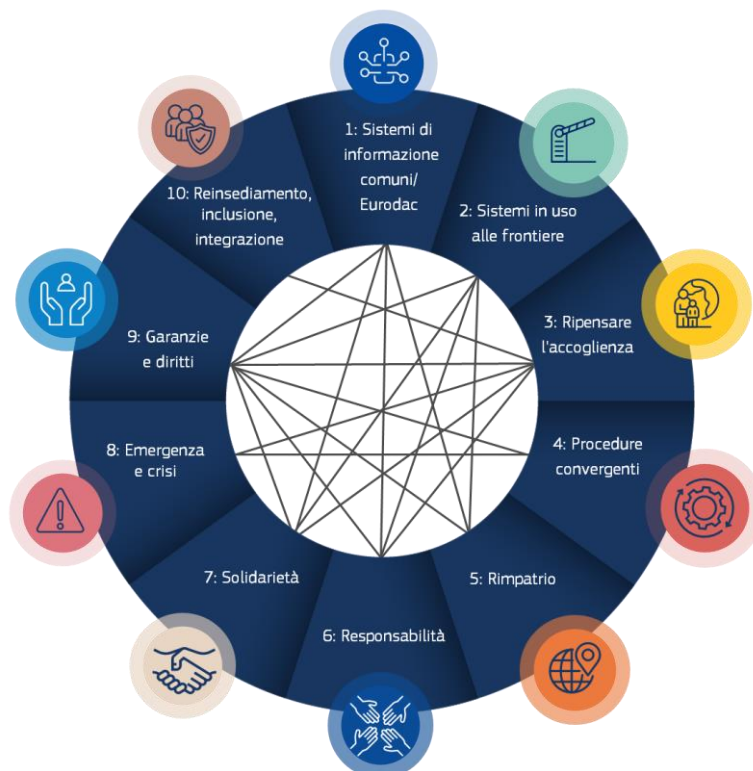 1: Sistemi di
informazione
comuni/
Eurodac
2: Sistemi in uso
alle frontiere
3: Ripensare
l'accoglienza
4: Procedure
convergenti
5: Rimpatrio
6: Responsabilità
7: Solidarietà
8: Emergenza
e crisi
9: Garanzie
e diritti
10: Reinsediamento,
inclusione,
integrazione